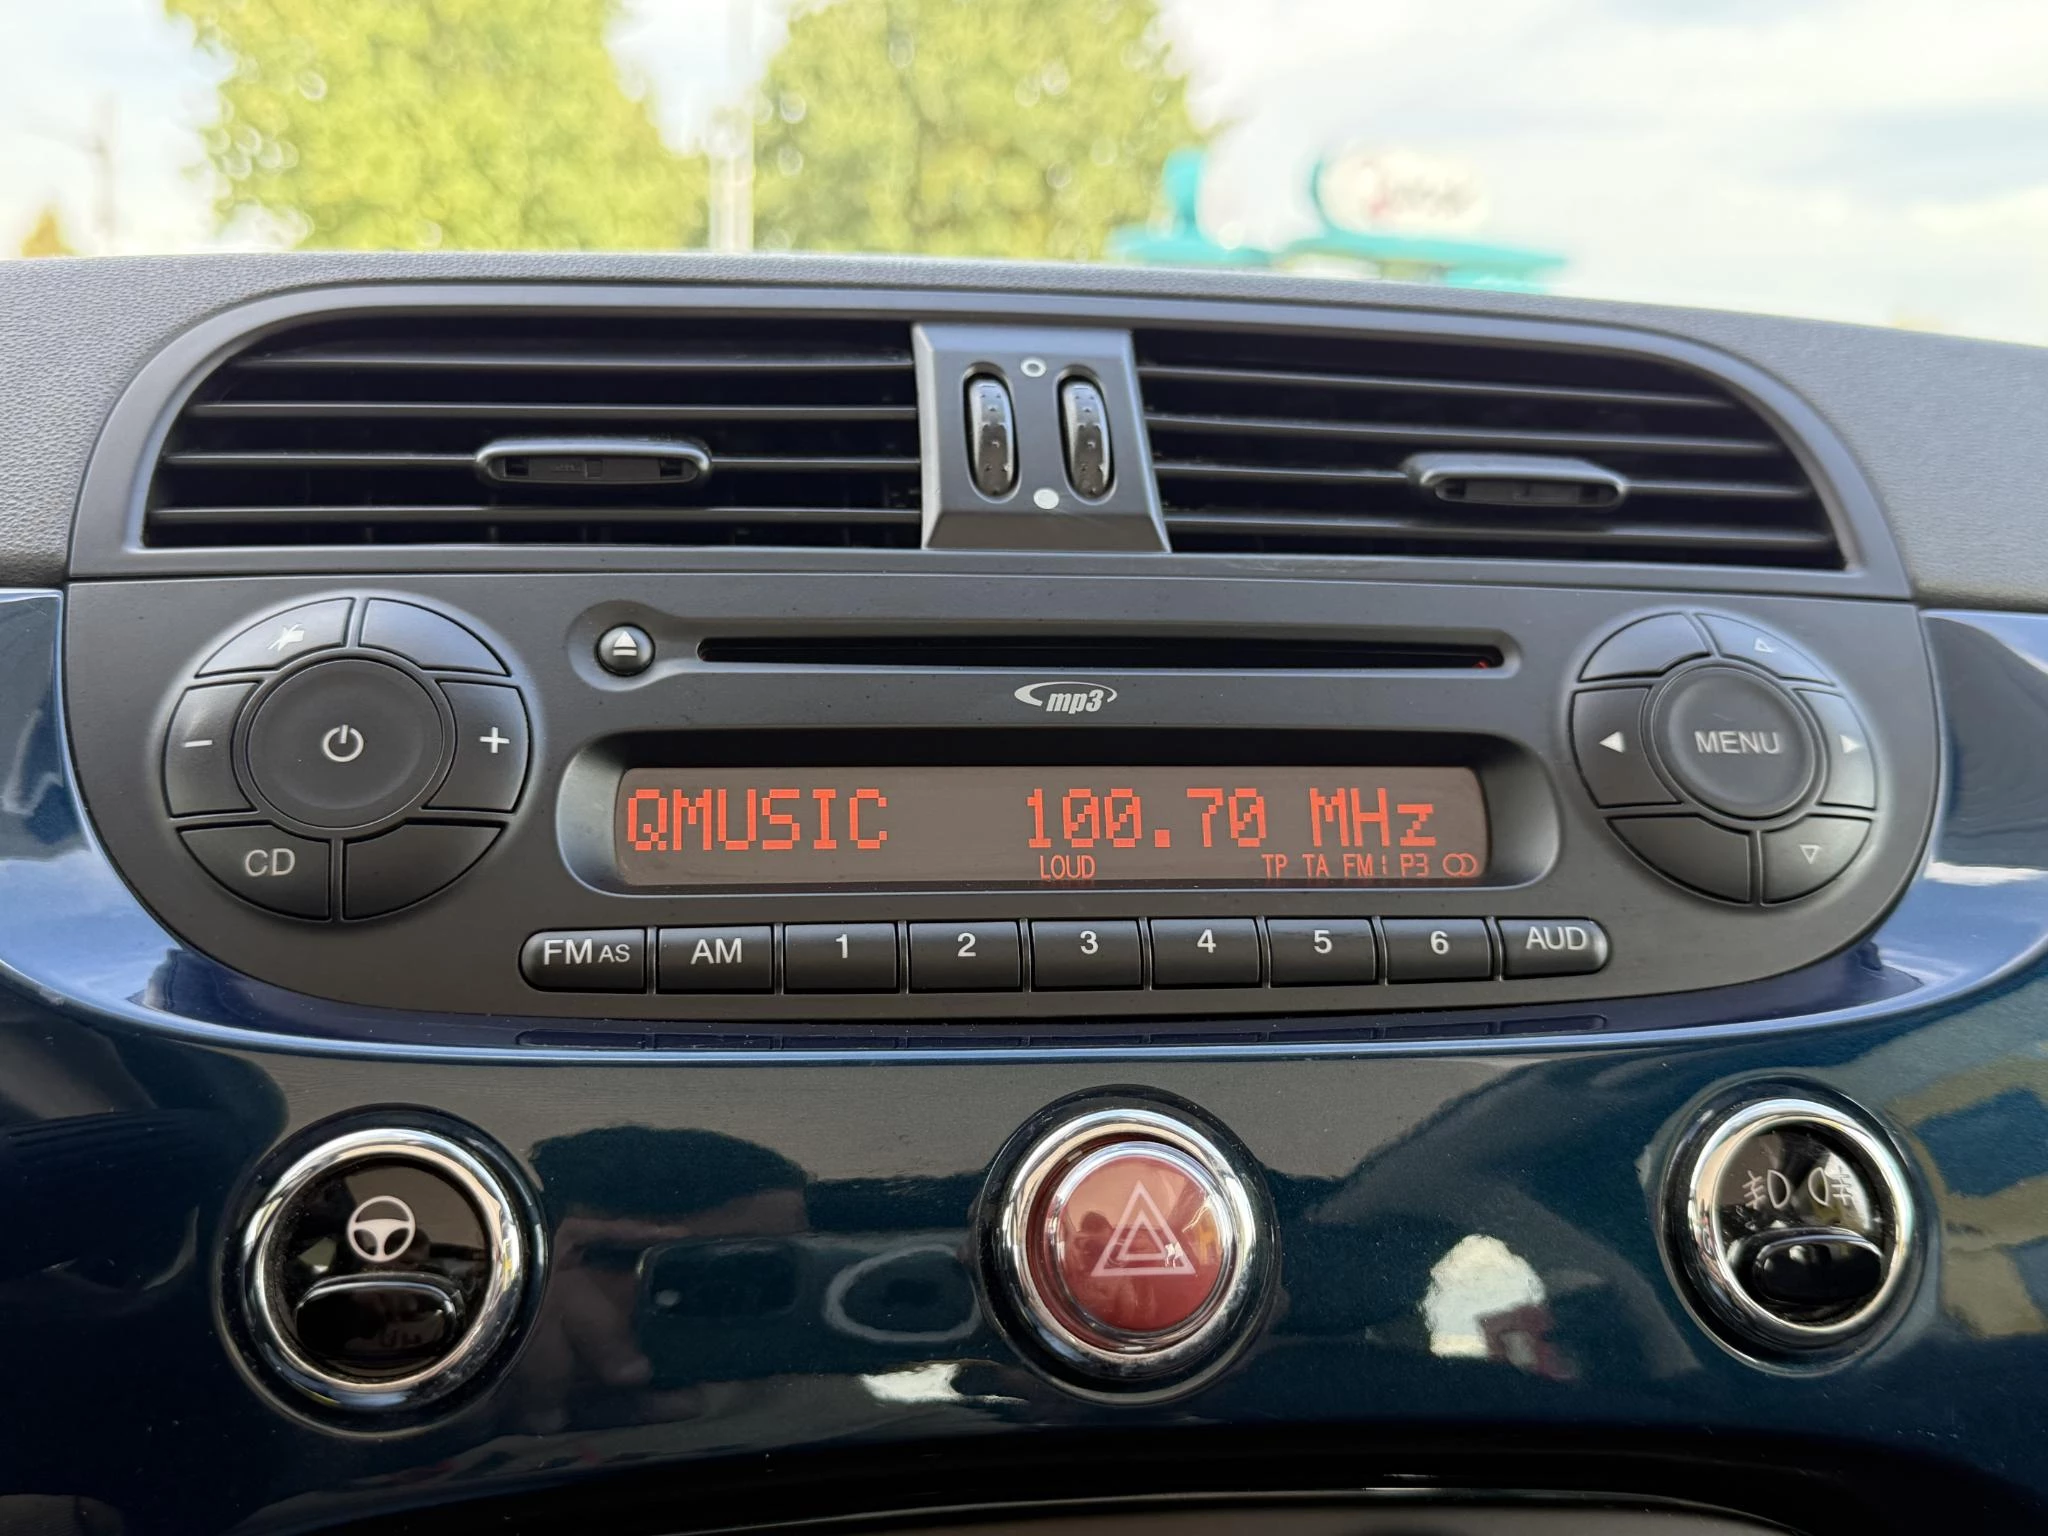 mp3
QMUSIC 100.70 MHz
LOUD TP TA FM1 P3
MENU
CD
FM AS AM 1 2 3 4 5 6 AUD